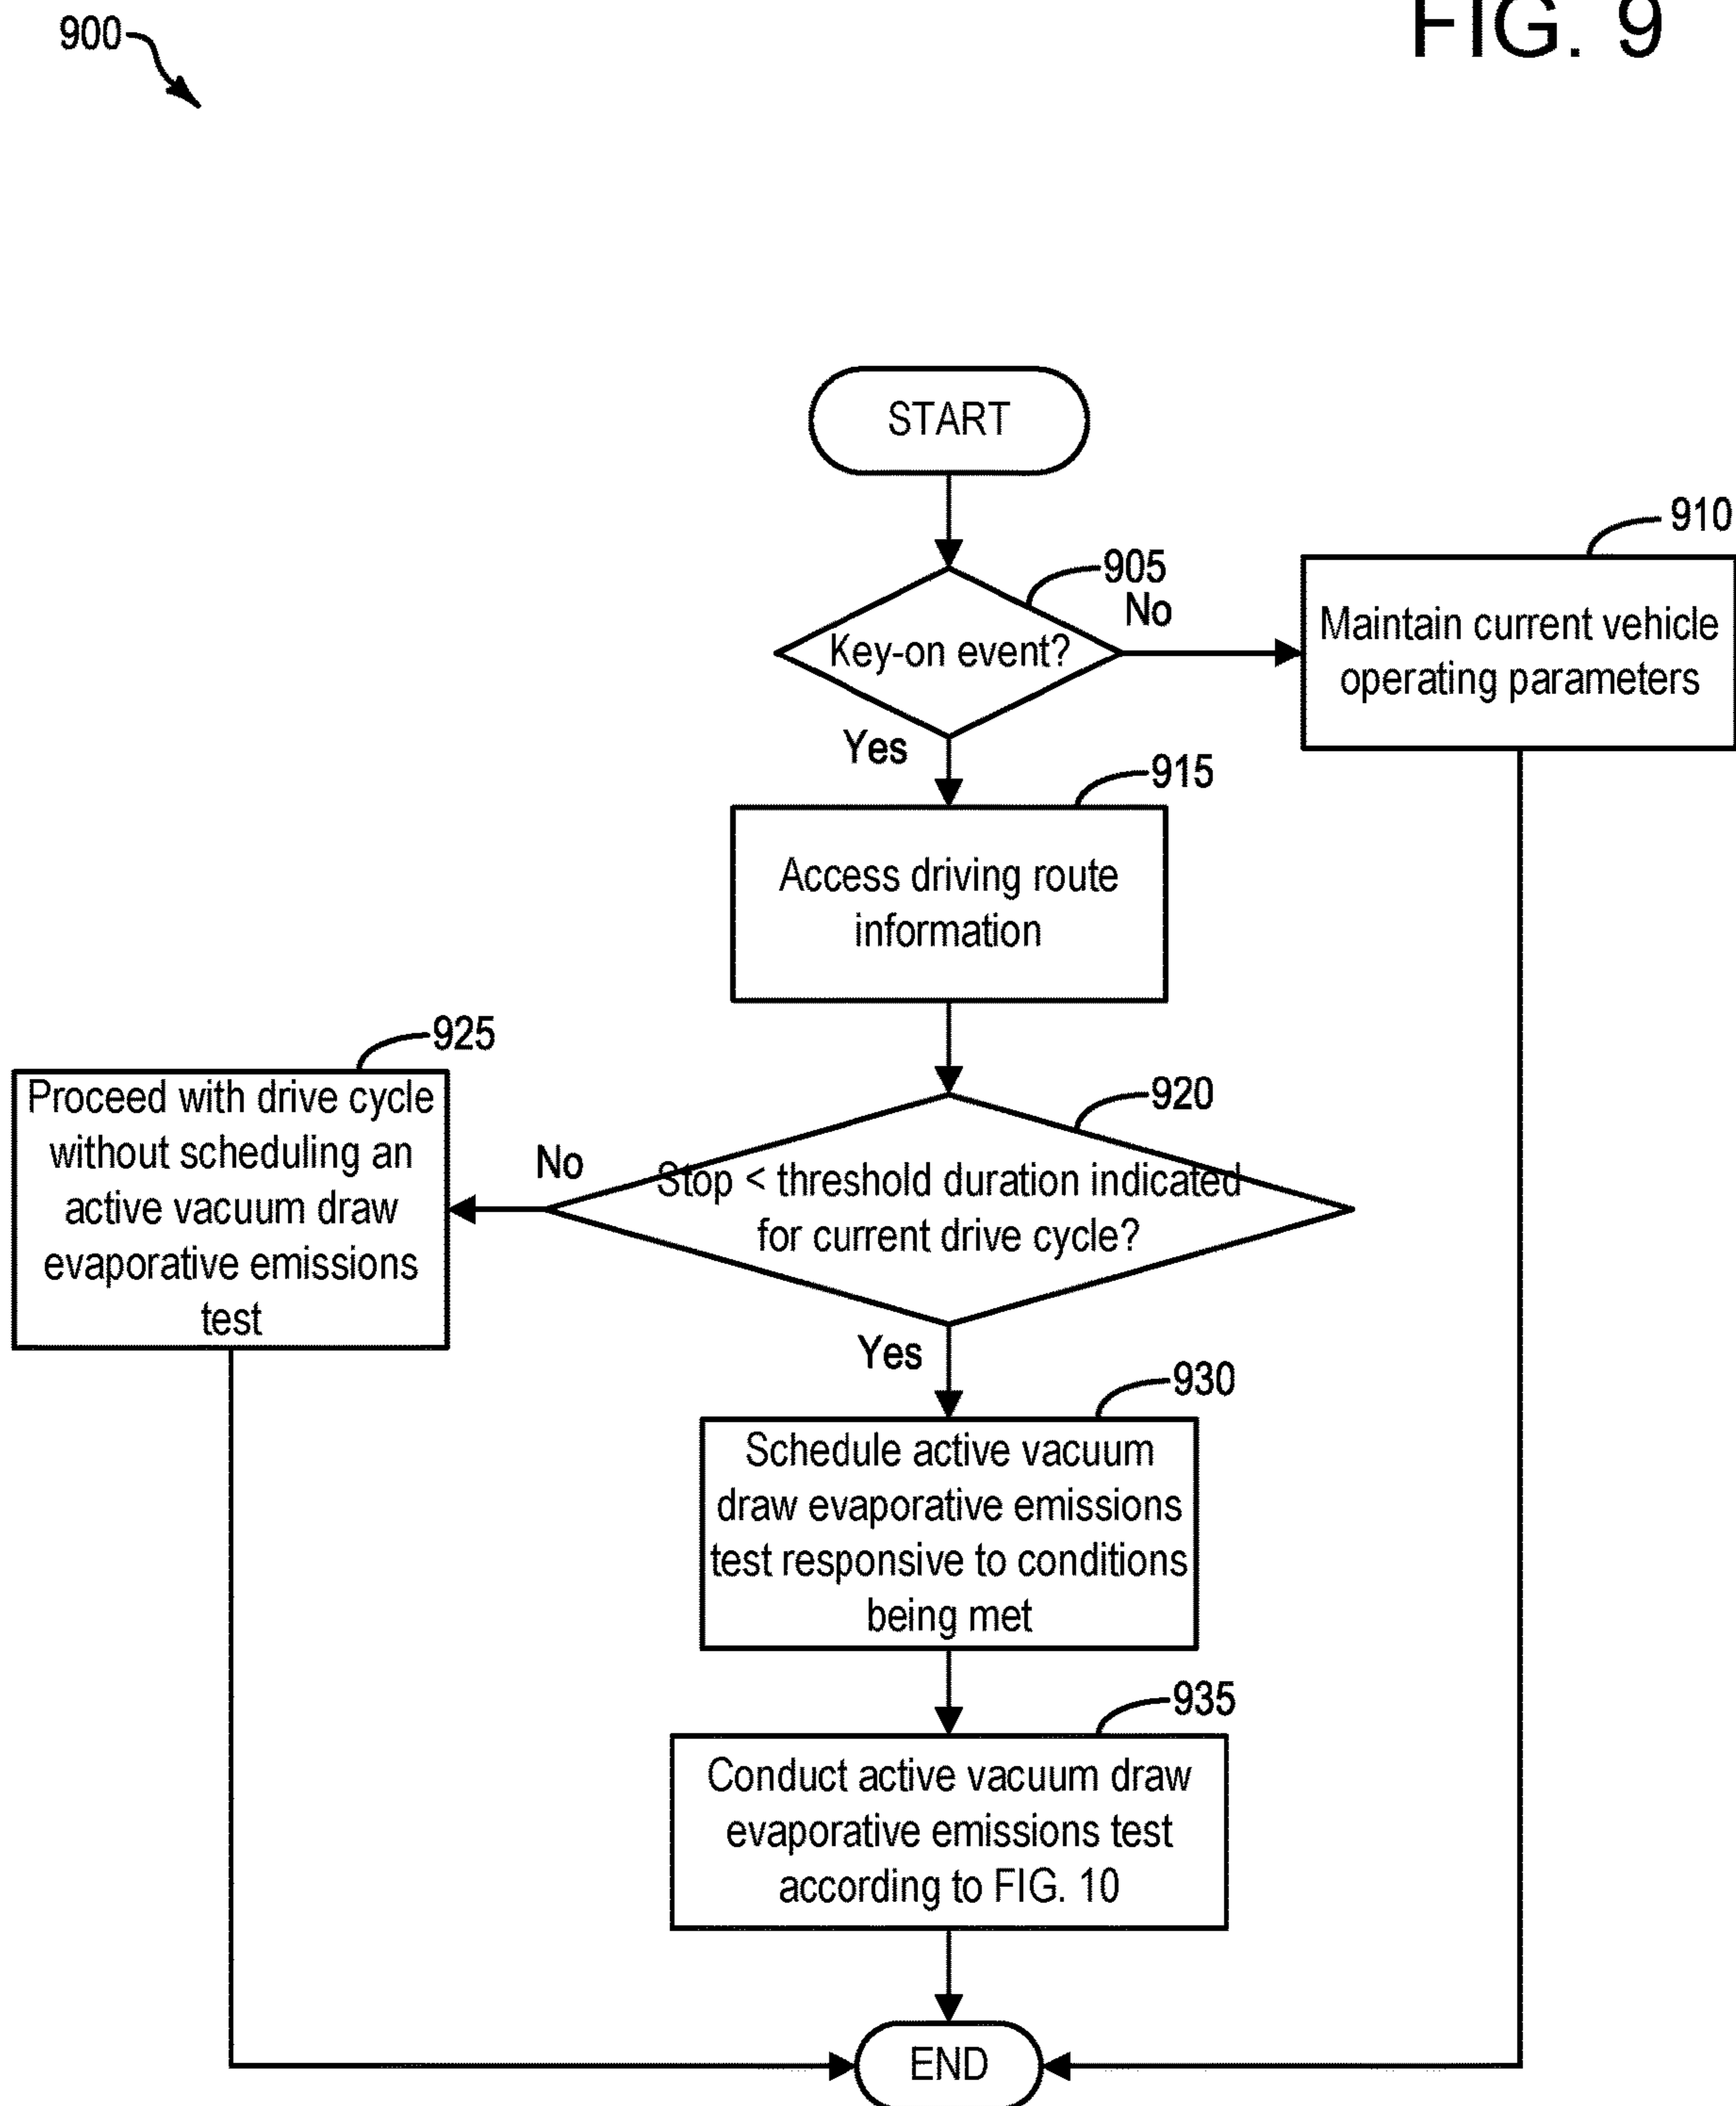 900
FIG. 9
START
905
No
Key-on event?
Yes
910
Maintain current vehicle
operating parameters
915
Access driving route
information
925
Proceed with drive cycle
without scheduling an
active vacuum draw
evaporative emissions
test
No
920
Stop < threshold duration indicated
for current drive cycle?
Yes
930
Schedule active vacuum
draw evaporative emissions
test responsive to conditions
being met
935
Conduct active vacuum draw
evaporative emissions test
according to FIG. 10
END